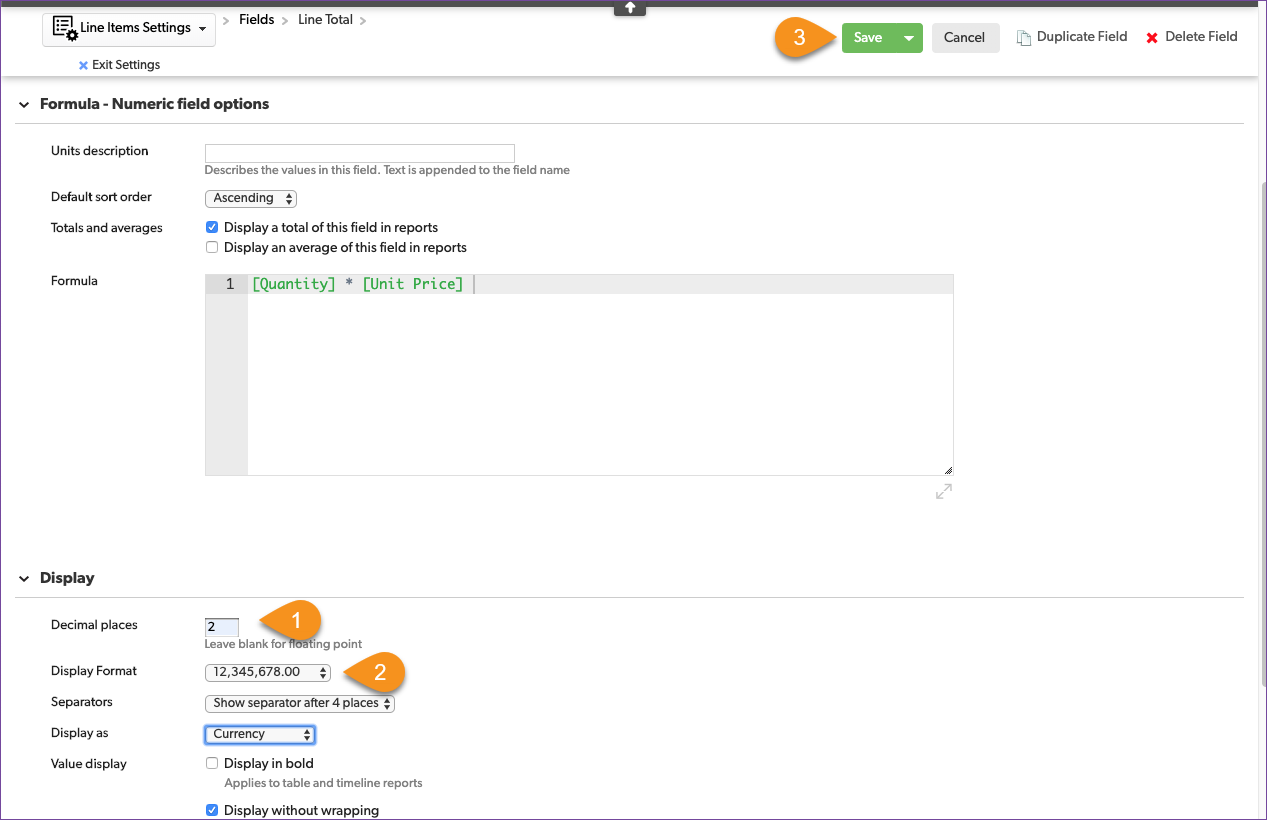 Line Items Settings > Fields > Line Total >
3 Save Cancel Duplicate Field Delete Field
Exit Settings
Formula - Numeric field options
Units description
Describes the values in this field. Text is appended to the field name
Default sort order Ascending
Totals and averages Display a total of this field in reports
Display an average of this field in reports
Formula 1 [Quantity] * [Unit Price]
Display
Decimal places 2 1
Leave blank for floating point
Display Format 12,345,678.00 2
Separators Show separator after 4 places
Display as Currency
Value display Display in bold
Applies to table and timeline reports
Display without wrapping